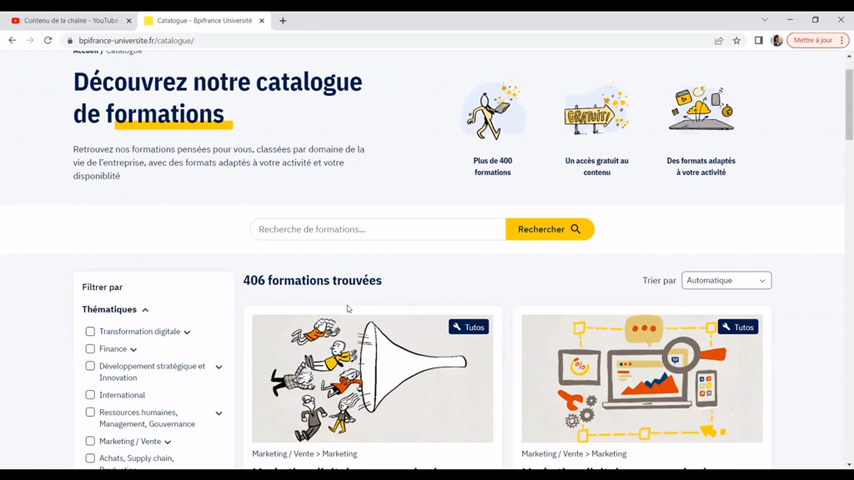 Contenu de la chaîne - YouTube
Catalogue - Bpifrance Université
bpifrance-universite.fr/catalogue/
Mettre à jour
Accueil / Catalogue
Découvrez notre catalogue
de formations
Retrouvez nos formations pensées pour vous, classées par domaine de la
vie de l'entreprise, avec des formats adaptés à votre activité et votre
disponiblité
GRATUIT!
Plus de 400
formations
Un accès gratuit au
contenu
Des formats adaptés
à votre activité
Recherche de formations...
Rechercher
Filtrer par
406 formations trouvées
Trier par
Automatique
Thématiques
Transformation digitale
Finance
Développement stratégique et
Innovation
International
Ressources humaines,
Management, Gouvernance
Marketing / Vente
Achats, Supply chain,
Tutos
Tutos
Marketing / Vente > Marketing
Marketing / Vente > Marketing